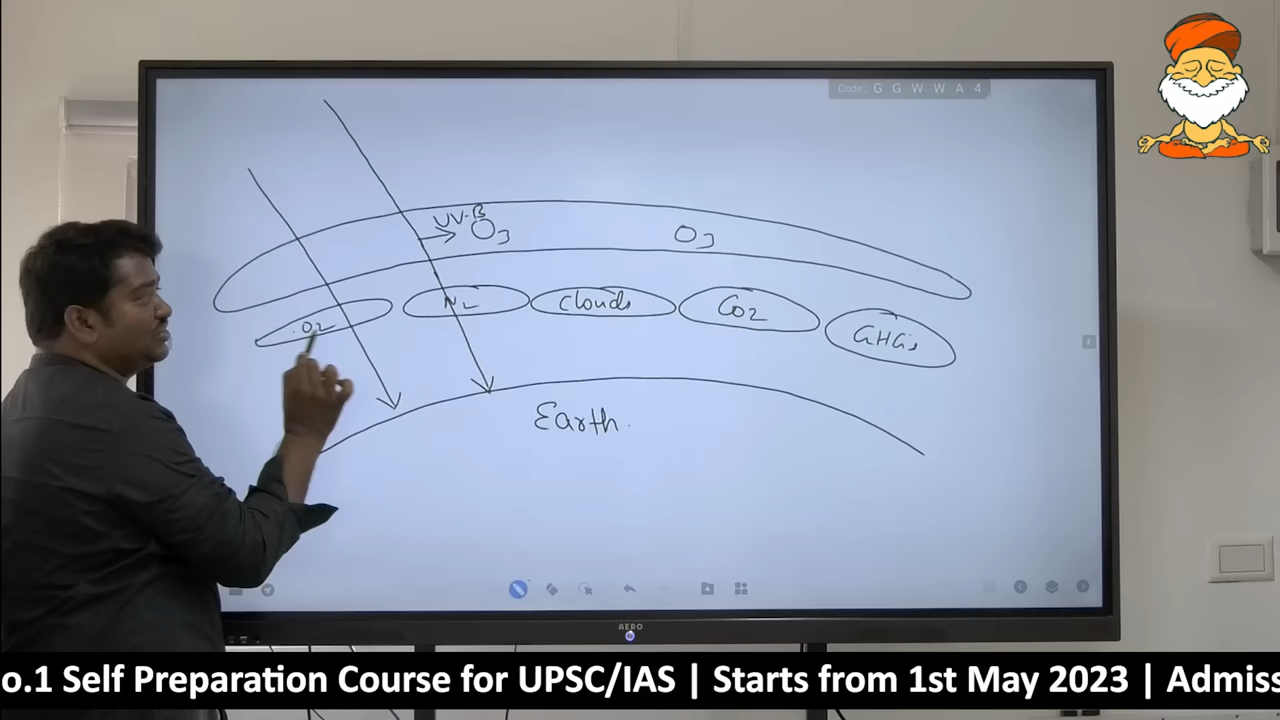 Code: G G W W A 4
UV-B
O3
O3
O2
N2
clouds
CO2
GHGs
Earth.
AERO
o.1 Self Preparation Course for UPSC/IAS | Starts from 1st May 2023 | Admiss